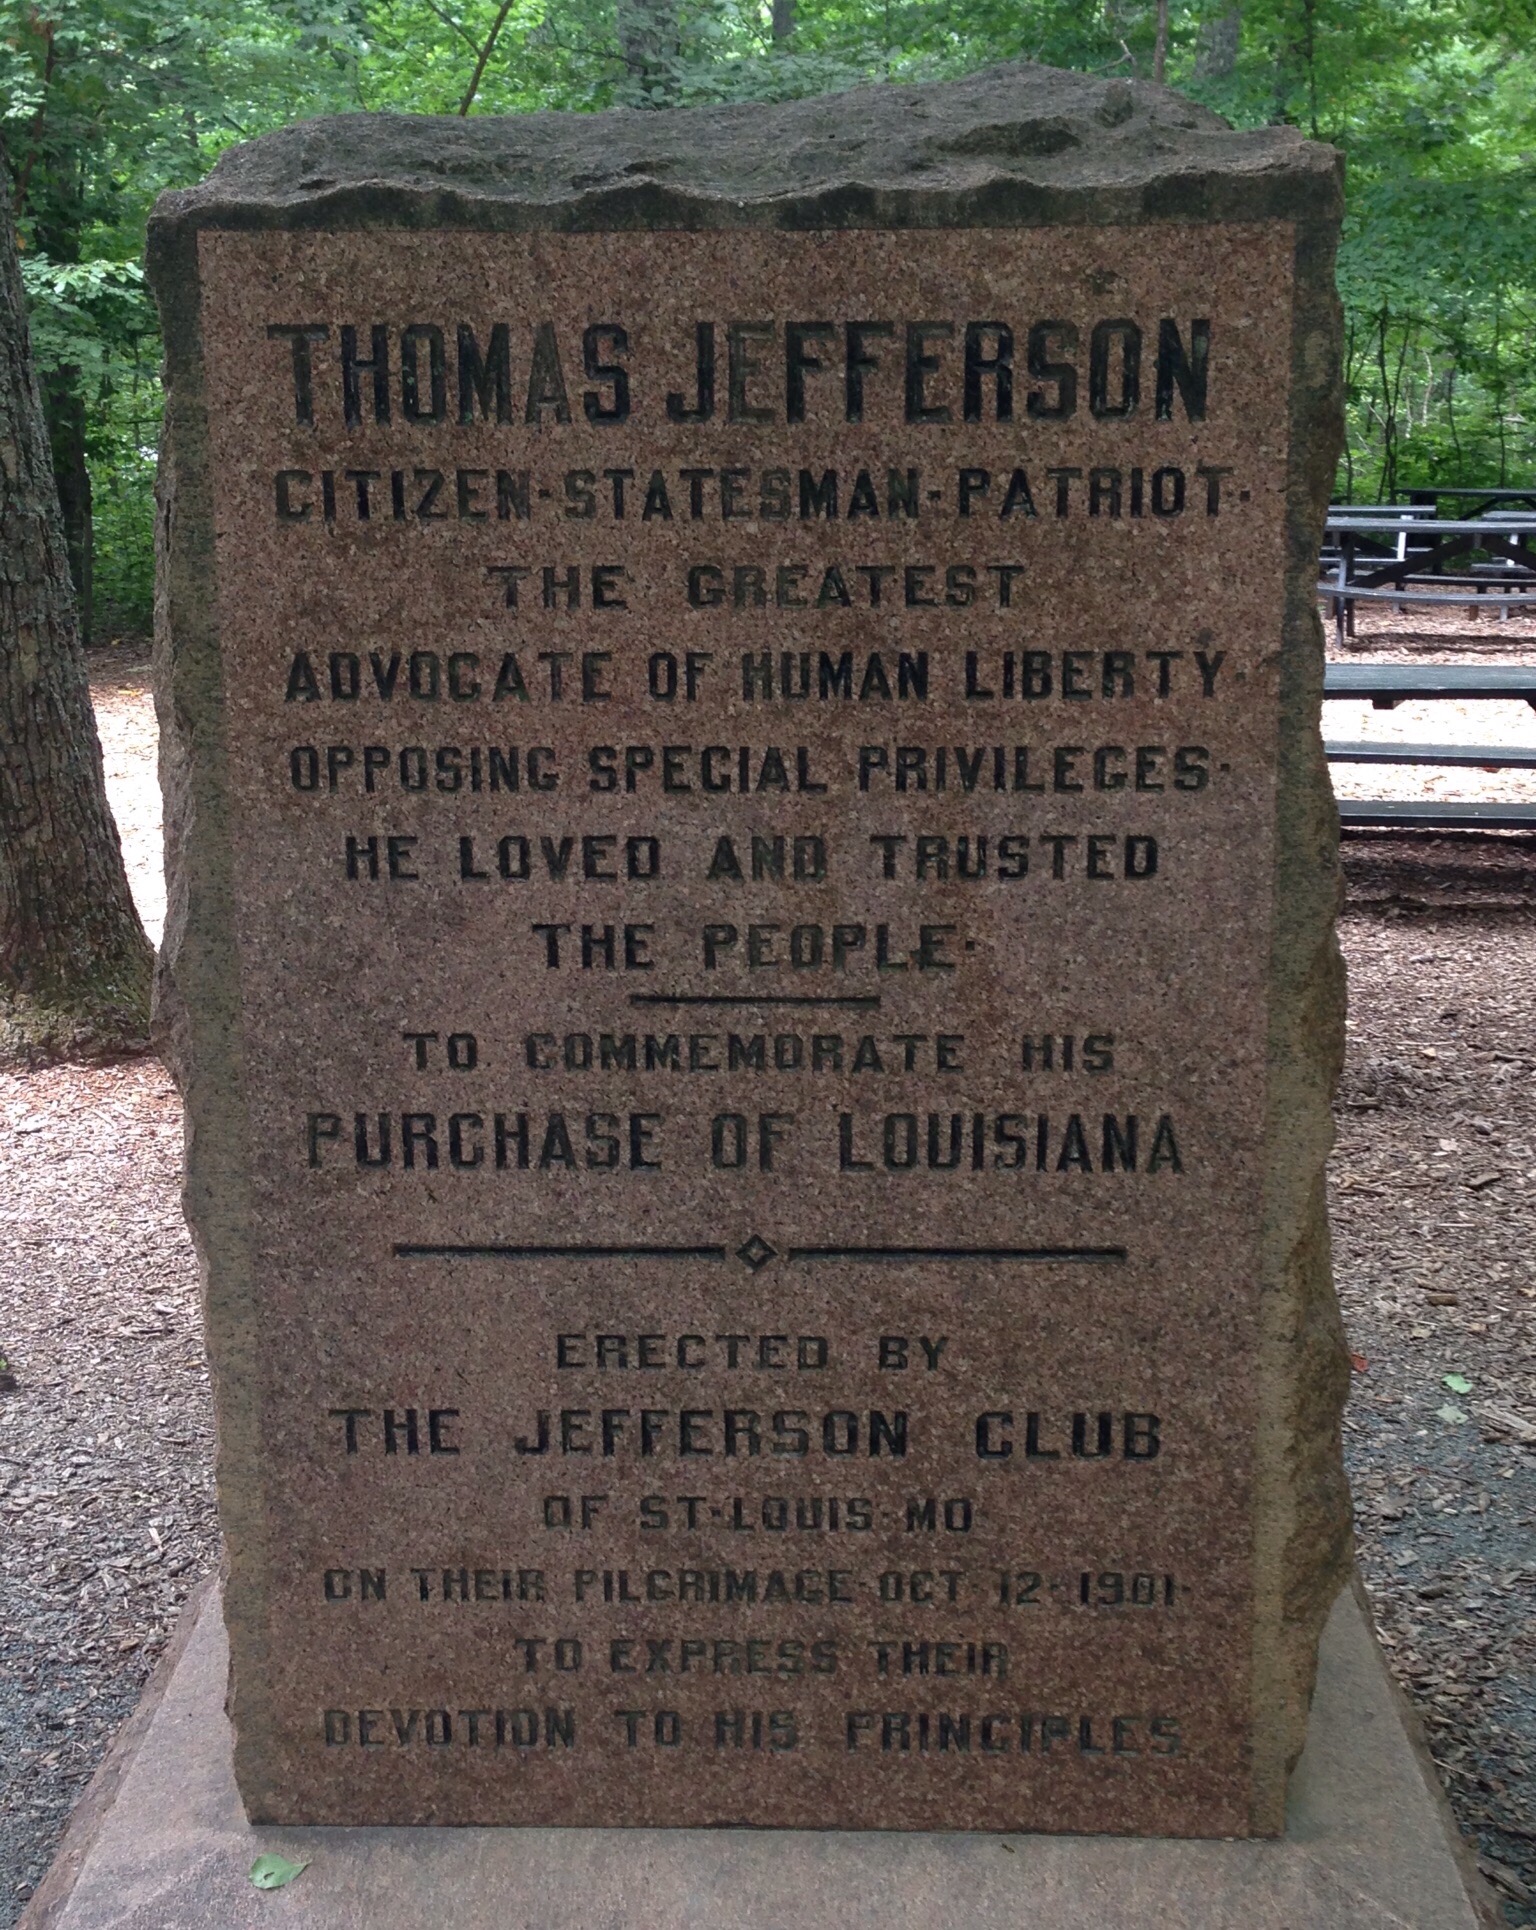 THOMAS JEFFERSON
CITIZEN·STATESMAN·PATRIOT·
THE GREATEST
ADVOCATE OF HUMAN LIBERTY·
OPPOSING SPECIAL PRIVILEGES·
HE LOVED AND TRUSTED
THE PEOPLE·
TO COMMEMORATE HIS
PURCHASE OF LOUISIANA
ERECTED BY
THE JEFFERSON CLUB
OF ST·LOUIS·MO·
ON THEIR PILGRIMAGE·OCT·12·1901·
TO EXPRESS THEIR
DEVOTION TO HIS PRINCIPLES